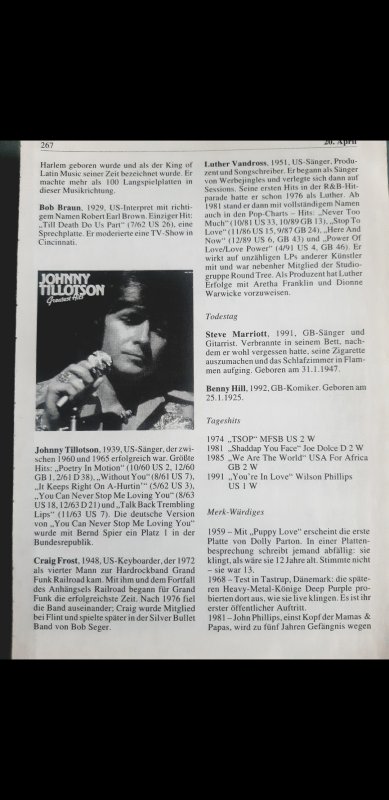 267
20. April
Harlem geboren wurde und als der King of
Latin Music seiner Zeit bezeichnet wurde. Er
machte mehr als 100 Langspielplatten in
dieser Musikrichtung.
Bob Braun, 1929, US-Interpret mit richti-
gem Namen Robert Earl Brown. Einziger Hit:
„Till Death Do Us Part“ (7/62 US 26), eine
Sprechplatte. Er moderierte eine TV-Show in
Cincinnati.
JOHNNY
TILLOTSON
Greatest Hits
Johnny Tillotson, 1939, US-Sänger, der zwi-
schen 1960 und 1965 erfolgreich war. Größte
Hits: „Poetry In Motion“ (10/60 US 2, 12/60
GB 1, 2/61 D 38), „Without You“ (8/61 US 7),
„It Keeps Right On A-Hurtin'“ (5/62 US 3),
„You Can Never Stop Me Loving You“ (8/63
US 18, 12/63 D 21) und „Talk Back Trembling
Lips“ (11/63 US 7). Die deutsche Version
von „You Can Never Stop Me Loving You“
wurde mit Bernd Spier ein Platz 1 in der
Bundesrepublik.
Craig Frost, 1948, US-Keyboarder, der 1972
als vierter Mann zur Hardrockband Grand
Funk Railroad kam. Mit ihm und dem Fortfall
des Anhängsels Railroad begann für Grand
Funk die erfolgreichste Zeit. Nach 1976 fiel
die Band auseinander; Craig wurde Mitglied
bei Flint und spielte später in der Silver Bullet
Band von Bob Seger.
Luther Vandross, 1951, US-Sänger, Produ-
zent und Songschreiber. Er begann als Sänger
von Werbejingles und verlegte sich dann auf
Sessions. Seine ersten Hits in der R&B-Hit-
parade hatte er schon 1976 als Luther. Ab
1981 stand er dann mit vollständigem Namen
auch in den Pop-Charts – Hits: „Never Too
Much“ (10/81 US 33, 10/89 GB 13), „Stop To
Love“ (11/86 US 15, 9/87 GB 24), „Here And
Now“ (12/89 US 6, GB 43) und „Power Of
Love/Love Power“ (4/91 US 4, GB 46). Er
wirkt auf unzähligen LPs anderer Künstler
mit und war nebenher Mitglied der Studio-
gruppe Round Tree. Als Produzent hat Luther
Erfolge mit Aretha Franklin und Dionne
Warwicke vorzuweisen.
Todestag
Steve Marriott, 1991, GB-Sänger und
Gitarrist. Verbrannte in seinem Bett, nach-
dem er wohl vergessen hatte, seine Zigarette
auszumachen und das Schlafzimmer in Flam-
men aufging. Geboren am 31.1.1947.
Benny Hill, 1992, GB-Komiker. Geboren am
25.1.1925.
Tageshits
1974 „TSOP“ MFSB US 2 W
1981 „Shaddap You Face“ Joe Dolce D 2 W
1985 „We Are The World“ USA For Africa
GB 2 W
1991 „You're In Love“ Wilson Phillips
US 1 W
Merk-Würdiges
1959 – Mit „Puppy Love“ erscheint die erste
Platte von Dolly Parton. In einer Platten-
besprechung schreibt jemand abfällig: sie
klingt, als wäre sie 12 Jahre alt. Stimmte nicht
– sie war 13.
1968 – Test in Tastrup, Dänemark: die späte-
ren Heavy-Metal-Könige Deep Purple pro-
bierten dort aus, wie sie live klingen. Es ist ihr
erster öffentlicher Auftritt.
1981 – John Phillips, einst Kopf der Mamas &
Papas, wird zu fünf Jahren Gefängnis wegen